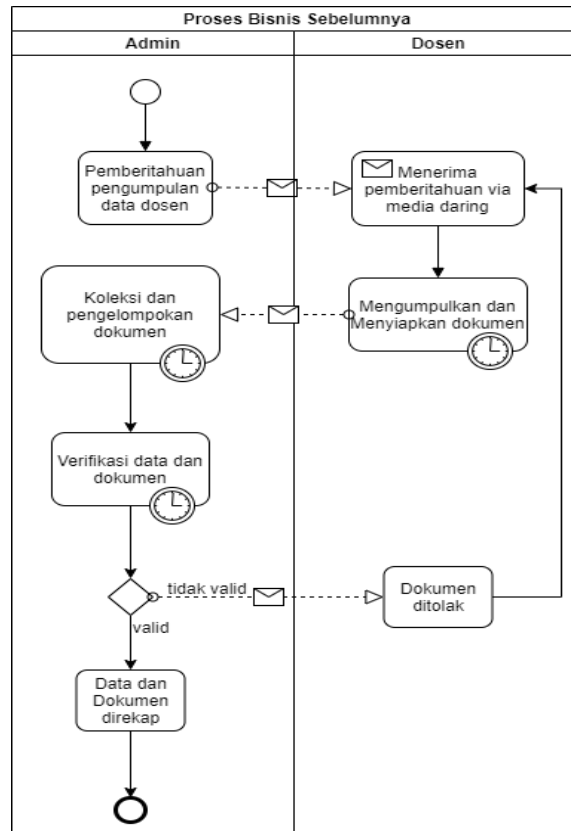 Proses Bisnis Sebelumnya
Admin
Dosen
Pemberitahuan
pengumpulan
data dosen
Menerima
pemberitahuan via
media daring
Koleksi dan
pengelompokan
dokumen
Mengumpulkan dan
Menyiapkan dokumen
Verifikasi data dan
dokumen
tidak valid
valid
Dokumen
ditolak
Data dan
Dokumen
direkap